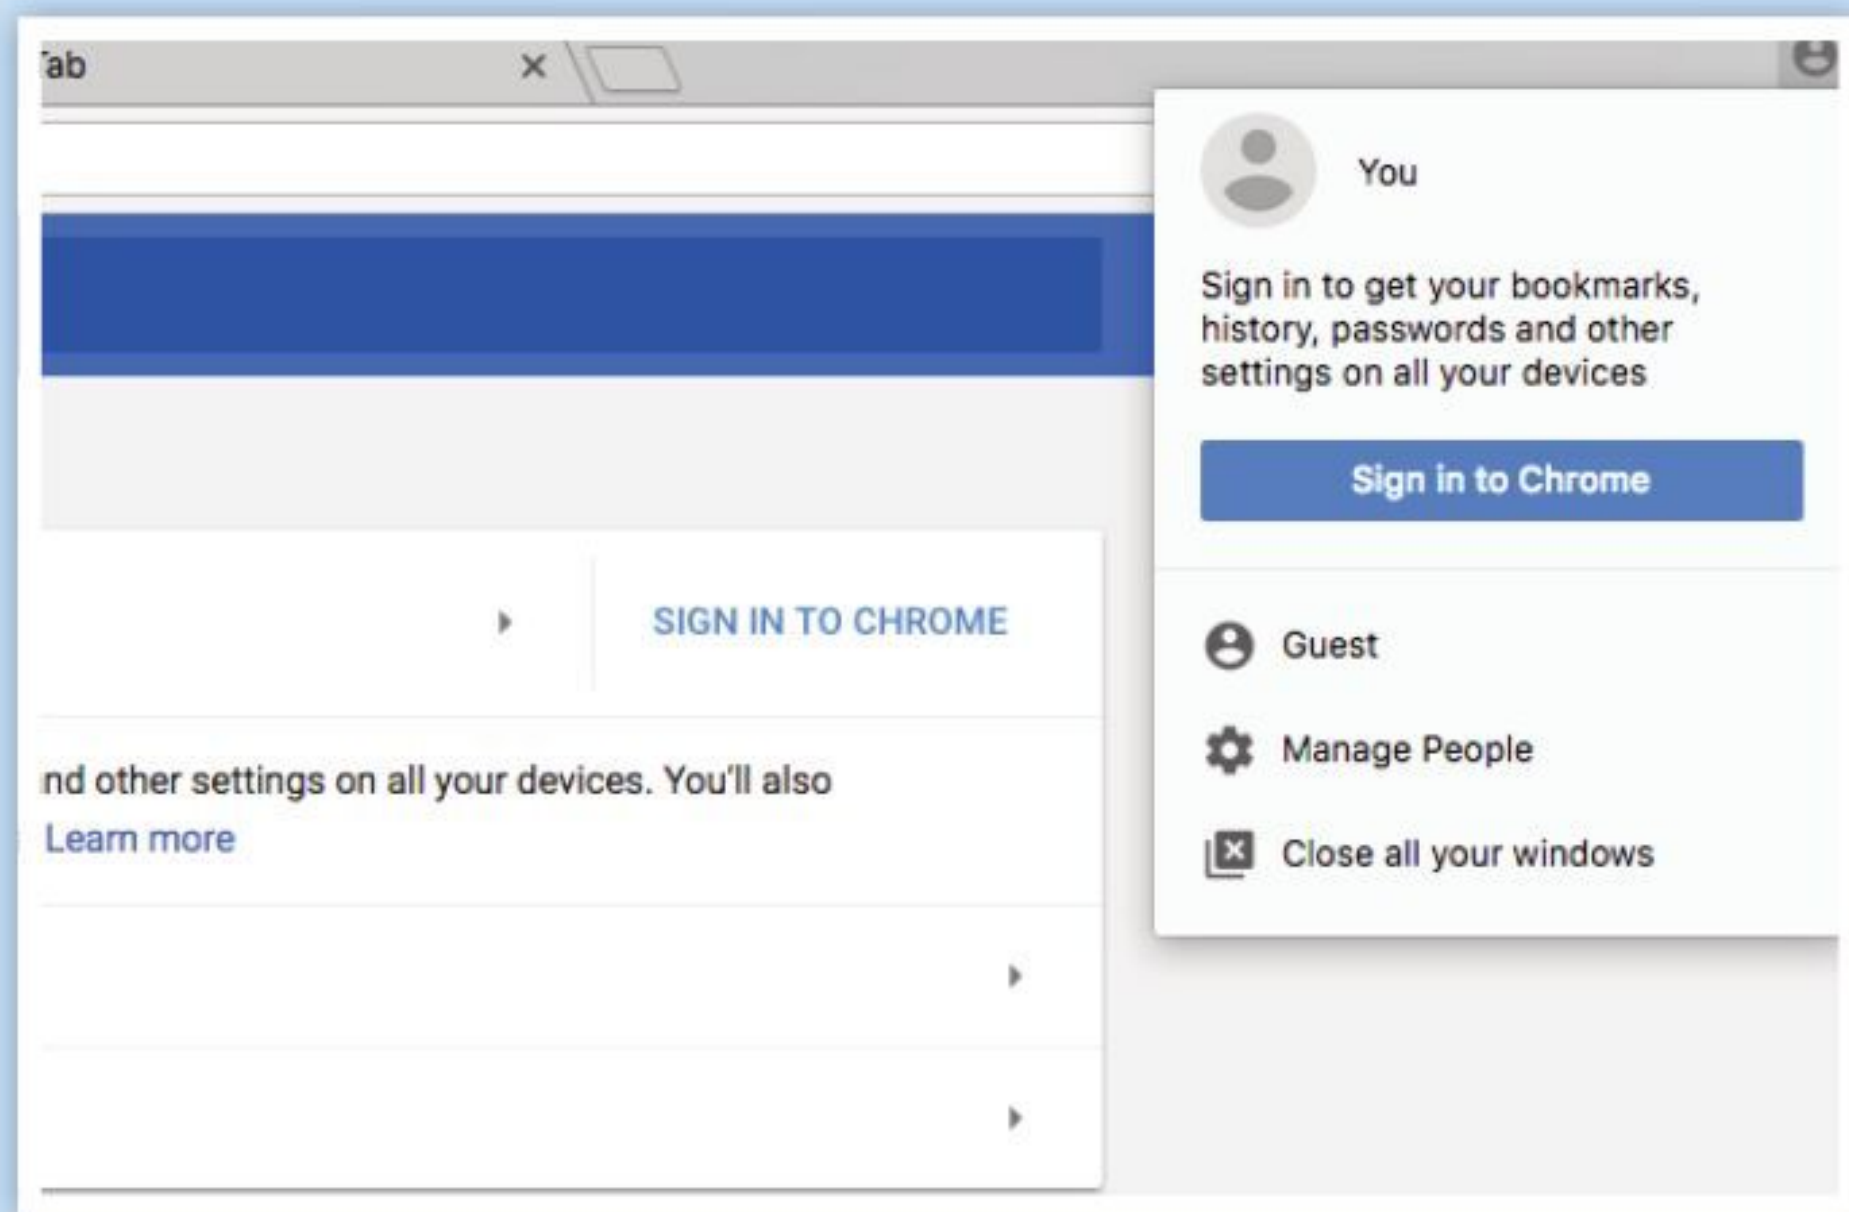 Tab
You
Sign in to get your bookmarks,
history, passwords and other
settings on all your devices
Sign in to Chrome
SIGN IN TO CHROME
Guest
Manage People
nd other settings on all your devices. You'll also
Learn more
Close all your windows